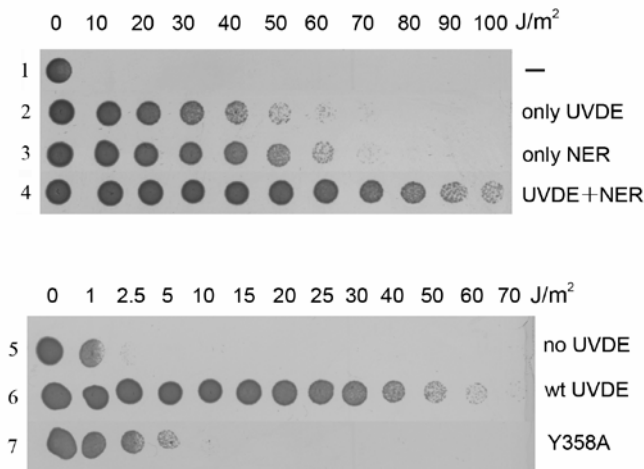 0 10 20 30 40 50 60 70 80 90 100 J/m²
1 —
2 only UVDE
3 only NER
4 UVDE+NER
0 1 2.5 5 10 15 20 25 30 40 50 60 70 J/m²
5 no UVDE
6 wt UVDE
7 Y358A